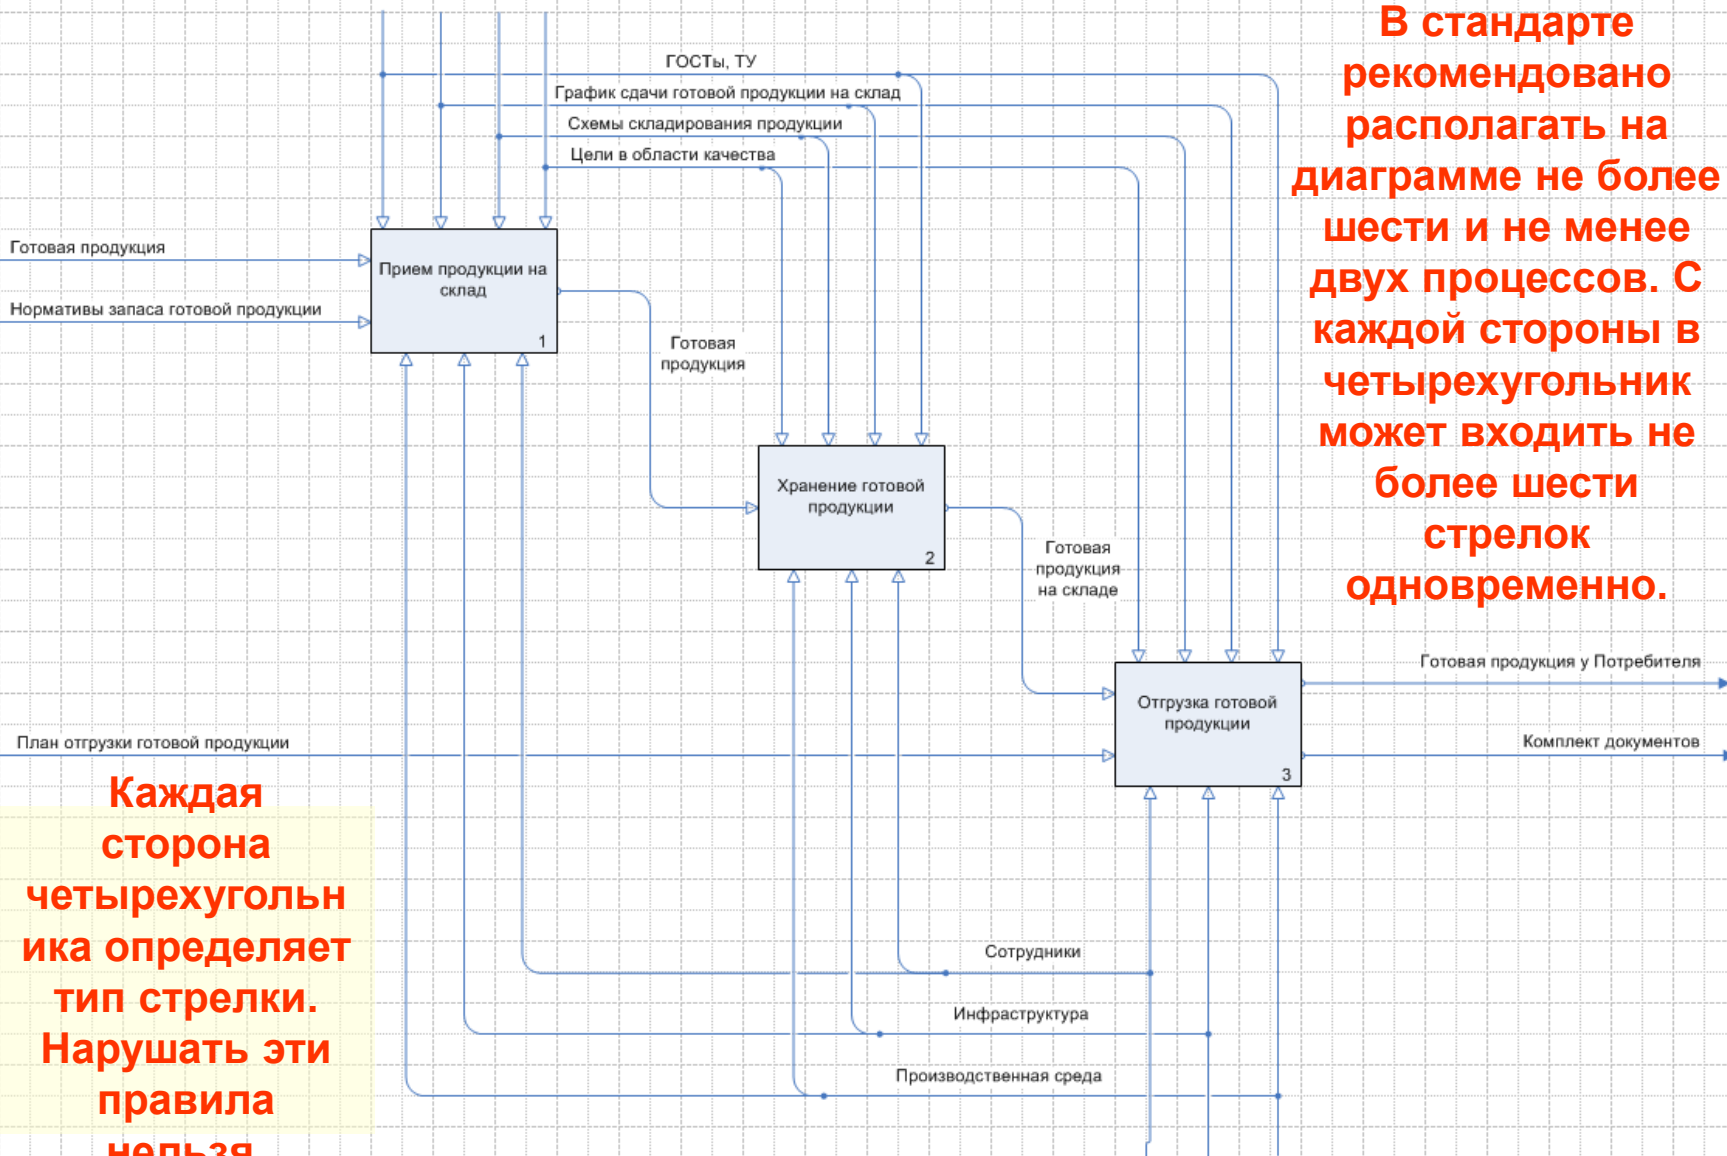 В стандарте
рекомендовано
располагать на
диаграмме не более
шести и не менее
двух процессов. С
каждой стороны в
четырехугольник
может входить не
более шести
стрелок
одновременно.
ГОСТы, ТУ
График сдачи готовой продукции на склад
Схемы складирования продукции
Цели в области качества
Готовая продукция
Нормативы запаса готовой продукции
Прием продукции на
склад
1
Готовая
продукция
Хранение готовой
продукции
2
Готовая
продукция
на складе
Отгрузка готовой
продукции
3
Готовая продукция у Потребителя
Комплект документов
План отгрузки готовой продукции
Каждая
сторона
четырехугольн
ика определяет
тип стрелки.
Нарушать эти
правила
нельзя
Сотрудники
Инфраструктура
Производственная среда